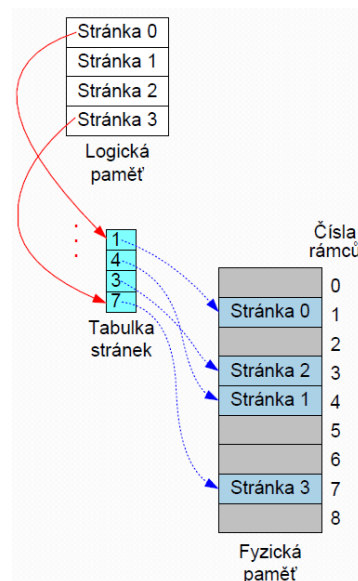 Stránka 0
Stránka 1
Stránka 2
Stránka 3
Logická
paměť
1
4
3
7
Tabulka
stránek
Čísla
rámců
0
Stránka 0 1
2
Stránka 2 3
Stránka 1 4
5
6
Stránka 3 7
8
Fyzická
paměť